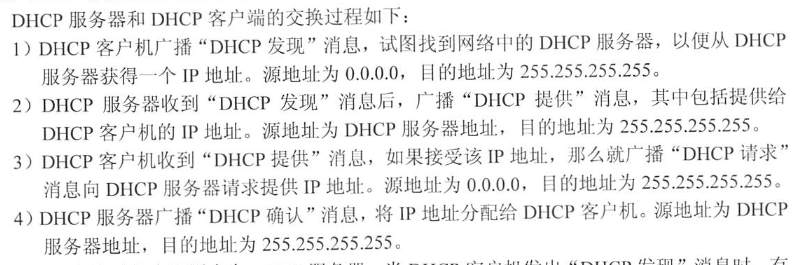 DHCP 服务器和 DHCP 客户端的交换过程如下：
1）DHCP 客户机广播“DHCP 发现”消息，试图找到网络中的 DHCP 服务器，以便从 DHCP
服务器获得一个 IP 地址。源地址为 0.0.0.0，目的地址为 255.255.255.255。
2）DHCP 服务器收到“DHCP 发现”消息后，广播“DHCP 提供”消息，其中包括提供给
DHCP 客户机的 IP 地址。源地址为 DHCP 服务器地址，目的地址为 255.255.255.255。
3）DHCP 客户机收到“DHCP 提供”消息，如果接受该 IP 地址，那么就广播“DHCP 请求”
消息向 DHCP 服务器请求提供 IP 地址。源地址为 0.0.0.0，目的地址为 255.255.255.255。
4）DHCP 服务器广播“DHCP 确认”消息，将 IP 地址分配给 DHCP 客户机。源地址为 DHCP
服务器地址，目的地址为 255.255.255.255。